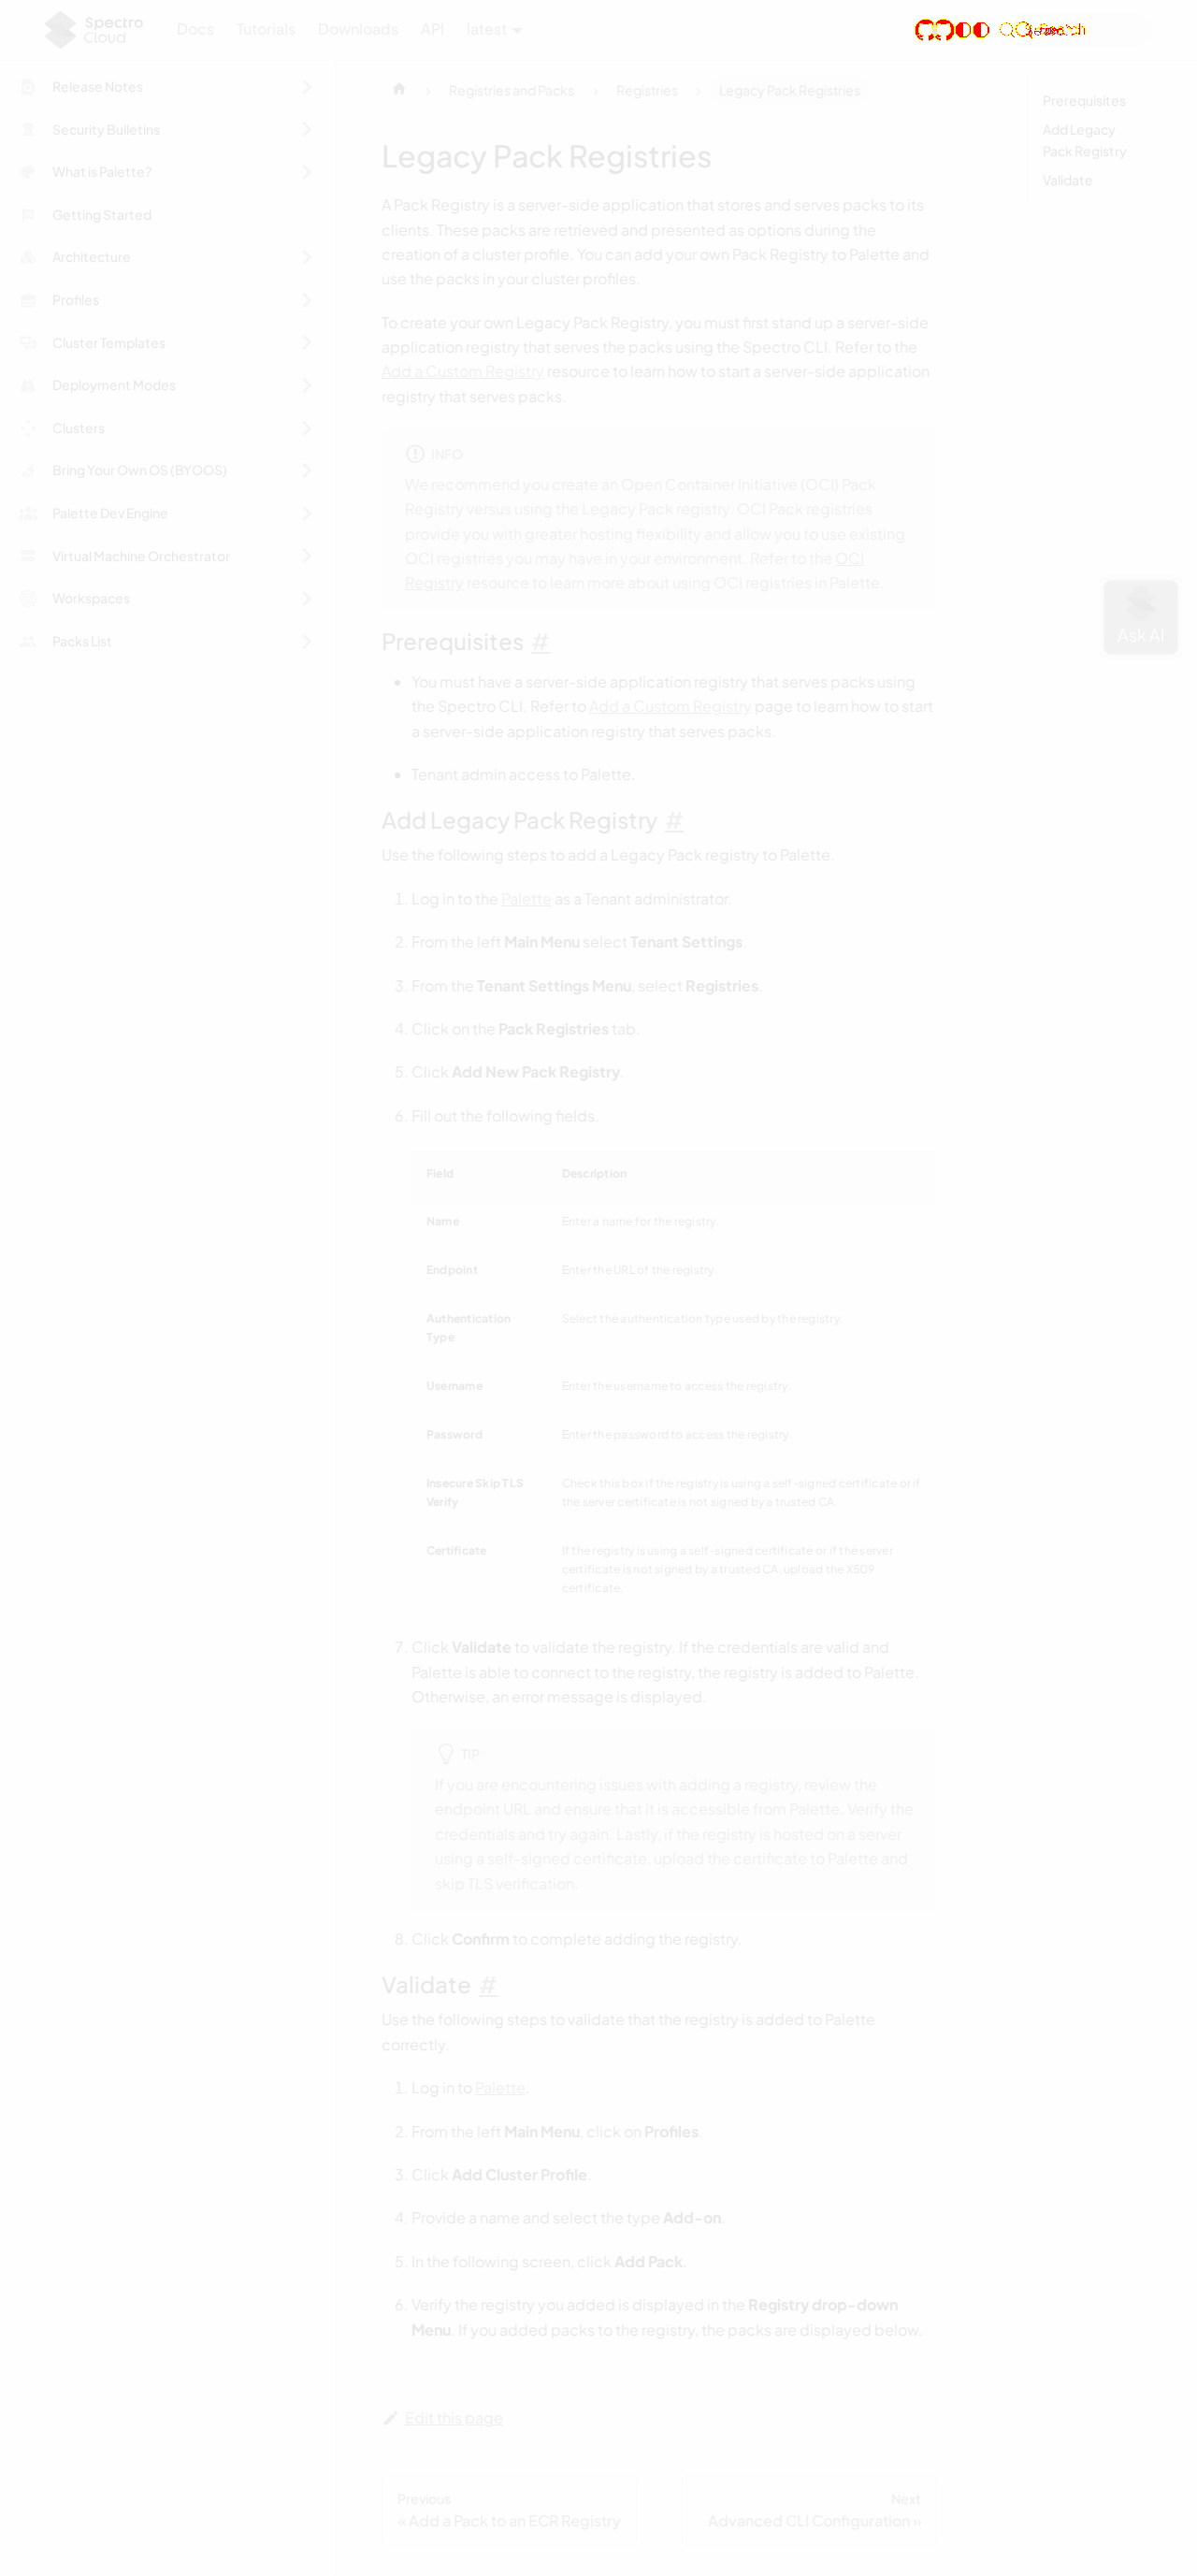 Spectro
Cloud
Docs Tutorials Downloads API latest
Release Notes
Security Bulletins
What is Palette?
Getting Started
Architecture
Profiles
Cluster Templates
Deployment Modes
Clusters
Bring Your Own OS (BYOOS)
Palette Dev Engine
Virtual Machine Orchestrator
Workspaces
Packs List
Registries and Packs Registries Legacy Pack Registries
Legacy Pack Registries
A Pack Registry is a server-side application that stores and serves packs to its
clients. These packs are retrieved and presented as options during the
creation of a cluster profile. You can add your own Pack Registry to Palette and
use the packs in your cluster profiles.
To create your own Legacy Pack Registry, you must first stand up a server-side
application registry that serves the packs using the Spectro CLI. Refer to the
Add a Custom Registry resource to learn how to start a server-side application
registry that serves packs.
INFO
We recommend you create an Open Container Initiative (OCI) Pack
Registry versus using the Legacy Pack registry. OCI Pack registries
provide you with greater hosting flexibility and allow you to use existing
OCI registries you may have in your environment. Refer to the OCI
Registry resource to learn more about using OCI registries in Palette.
Prerequisites #
• You must have a server-side application registry that serves packs using
the Spectro CLI. Refer to Add a Custom Registry page to learn how to start
a server-side application registry that serves packs.
• Tenant admin access to Palette.
Add Legacy Pack Registry #
Use the following steps to add a Legacy Pack registry to Palette.
1. Log in to the Palette as a Tenant administrator.
2. From the left Main Menu select Tenant Settings.
3. From the Tenant Settings Menu, select Registries.
4. Click on the Pack Registries tab.
5. Click Add New Pack Registry.
6. Fill out the following fields.
Field Description
Name Enter a name for the registry.
Endpoint Enter the URL of the registry.
Authentication Select the authentication type used by the registry.
Type
Username Enter the username to access the registry.
Password Enter the password to access the registry.
Insecure Skip TLS Check this box if the registry is using a self-signed certificate or if
Verify the server certificate is not signed by a trusted CA.
Certificate If the registry is using a self-signed certificate or if the server
certificate is not signed by a trusted CA, upload the X509
certificate.
7. Click Validate to validate the registry. If the credentials are valid and
Palette is able to connect to the registry, the registry is added to Palette.
Otherwise, an error message is displayed.
TIP
If you are encountering issues with adding a registry, review the
endpoint URL and ensure that it is accessible from Palette. Verify the
credentials and try again. Lastly, if the registry is hosted on a server
using a self-signed certificate, upload the certificate to Palette and
skip TLS verification.
8. Click Confirm to complete adding the registry.
Validate #
Use the following steps to validate that the registry is added to Palette
correctly.
1. Log in to Palette.
2. From the left Main Menu, click on Profiles.
3. Click Add Cluster Profile.
4. Provide a name and select the type Add-on.
5. In the following screen, click Add Pack.
6. Verify the registry you added is displayed in the Registry drop-down
Menu. If you added packs to the registry, the packs are displayed below.
Edit this page
Previous
« Add a Pack to an ECR Registry
Next
Advanced CLI Configuration »
Prerequisites
Add Legacy
Pack Registry
Validate
Ask AI